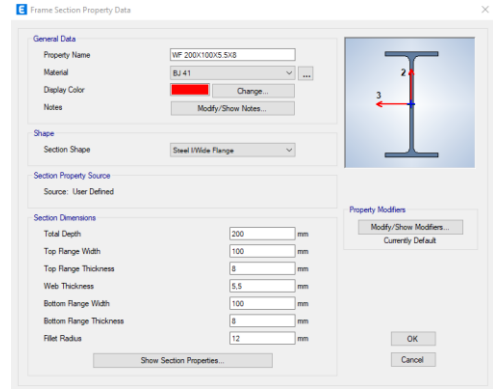 E Frame Section Property Data
General Data
Property Name WF 200X100X5.5X8
Material BJ 41 ...
Display Color Change...
Notes Modify/Show Notes...
2
3
Shape
Section Shape Steel I/Wide Flange
Section Property Source
Source: User Defined
Property Modifiers
Modify/Show Modifiers...
Currently Default
Section Dimensions
Total Depth 200 mm
Top Flange Width 100 mm
Top Flange Thickness 8 mm
Web Thickness 5,5 mm
Bottom Flange Width 100 mm
Bottom Flange Thickness 8 mm
Fillet Radius 12 mm
Show Section Properties...
OK
Cancel